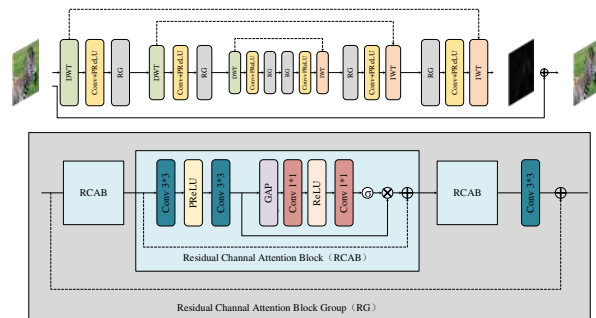 DWT
Conv+PReLU
RG
DWT
Conv+PReLU
RG
DWT
Conv+PReLU
RG
RG
Conv+PReLU
IWT
RG
Conv+PReLU
IWT
RG
Conv+PReLU
IWT
RCAB
Conv 3*3
PReLU
Conv 3*3
GAP
Conv 1*1
ReLU
Conv 1*1
RCAB
Conv 3*3
Residual Channel Attention Block（RCAB）
Residual Channel Attention Block Group（RG）